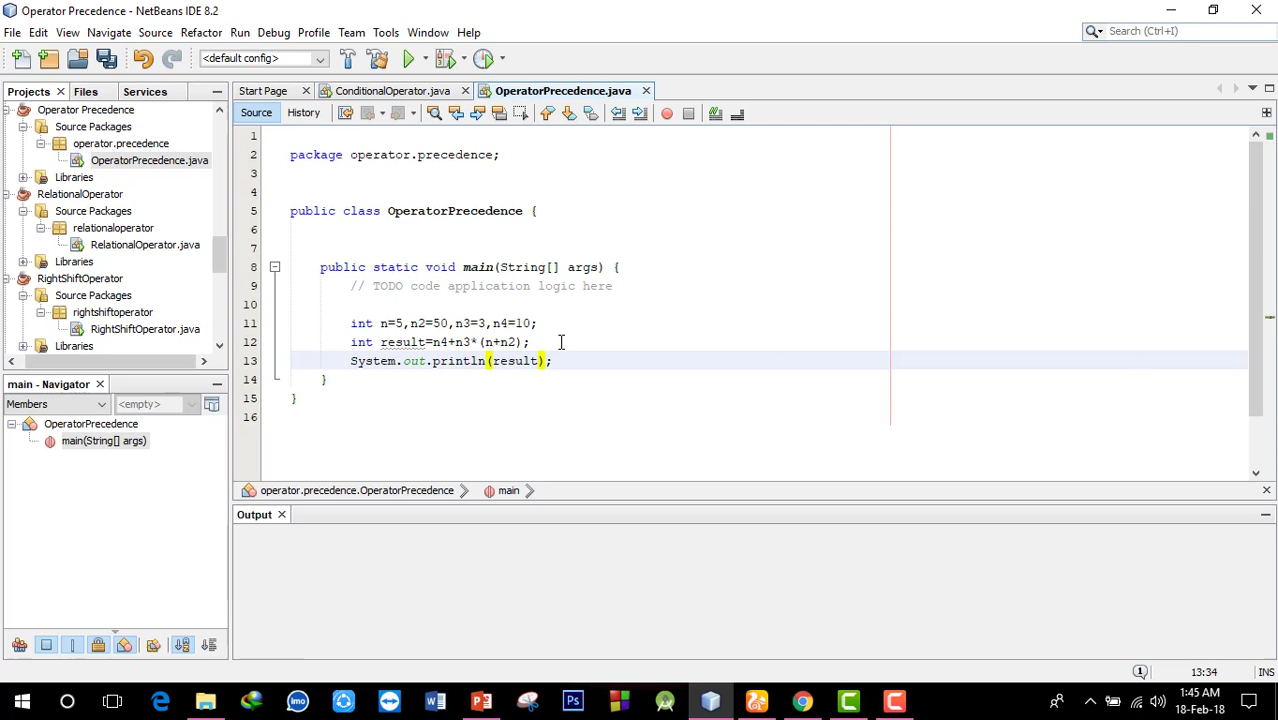 Operator Precedence - NetBeans IDE 8.2
File Edit View Navigate Source Refactor Run Debug Profile Team Tools Window Help
Search (Ctrl+I)
<default config>
Projects Files Services
Start Page ConditionalOperator.java OperatorPrecedence.java
Source History
Operator Precedence
Source Packages
operator.precedence
OperatorPrecedence.java
Libraries
RelationalOperator
Source Packages
relationaloperator
RelationalOperator.java
Libraries
RightShiftOperator
Source Packages
rightshiftoperator
RightShiftOperator.java
Libraries
1
2 package operator.precedence;
3
4
5 public class OperatorPrecedence {
6
7
8 public static void main(String[] args) {
9 // TODO code application logic here
10
11 int n=5,n2=50,n3=3,n4=10;
12 int result=n4+n3*(n+n2);
13 System.out.println(result);
14 }
15 }
16
main - Navigator
Members <empty>
OperatorPrecedence
main(String[] args)
operator.precedence.OperatorPrecedence main
Output
1 13:34 INS
imo
W
P
Ps
1:45 AM
18-Feb-18